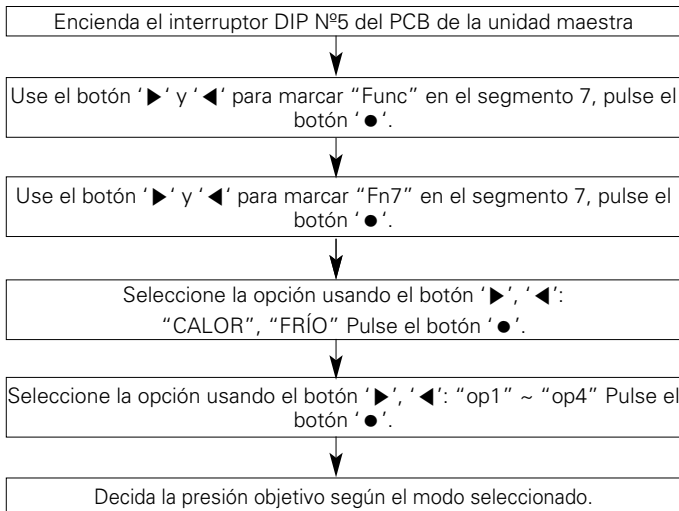 Encienda el interruptor DIP Nº5 del PCB de la unidad maestra
Use el botón ‘▶‘ y ‘◀‘ para marcar “Func” en el segmento 7, pulse el
botón ‘●‘.
Use el botón ‘▶‘ y ‘◀‘ para marcar “Fn7” en el segmento 7, pulse el
botón ‘●‘.
Seleccione la opción usando el botón ‘▶’, ‘◀’:
“CALOR”, “FRÍO” Pulse el botón ‘●’.
Seleccione la opción usando el botón ‘▶’, ‘◀’: “op1” ~ “op4” Pulse el
botón ‘●’.
Decida la presión objetivo según el modo seleccionado.